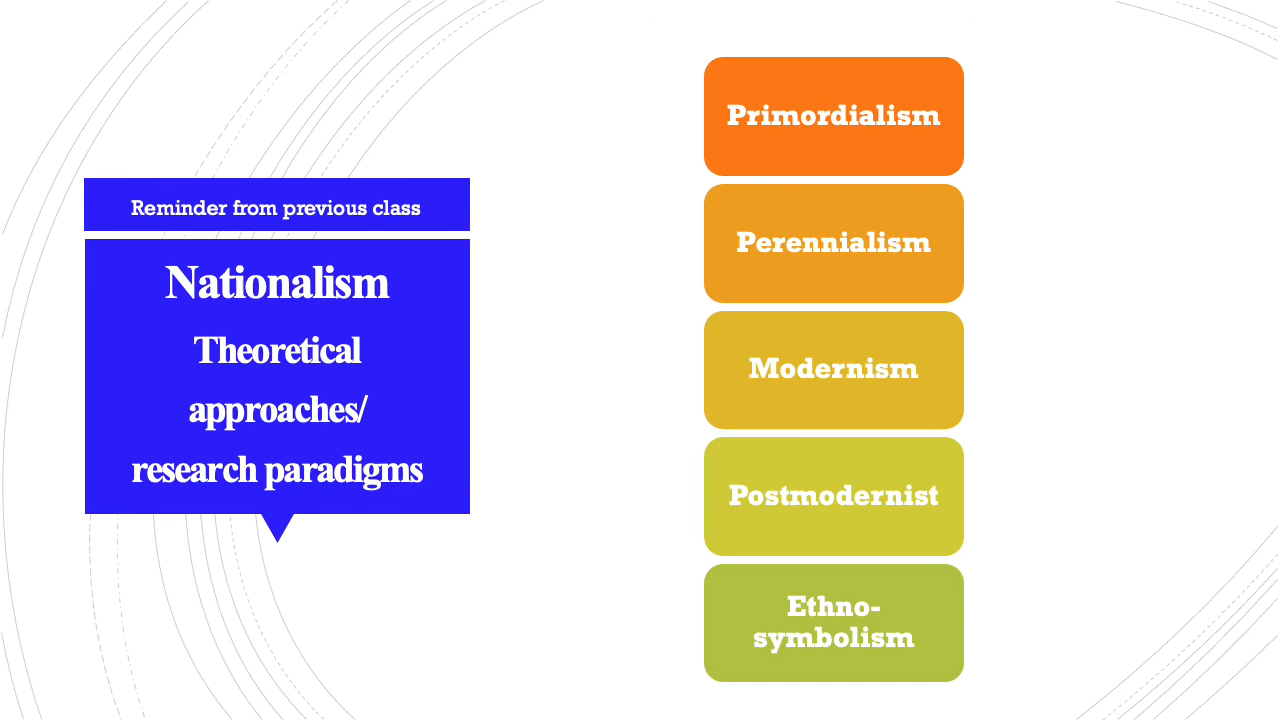 Reminder from previous class
Nationalism
Theoretical
approaches/
research paradigms
Primordialism
Perennialism
Modernism
Postmodernist
Ethno-
symbolism